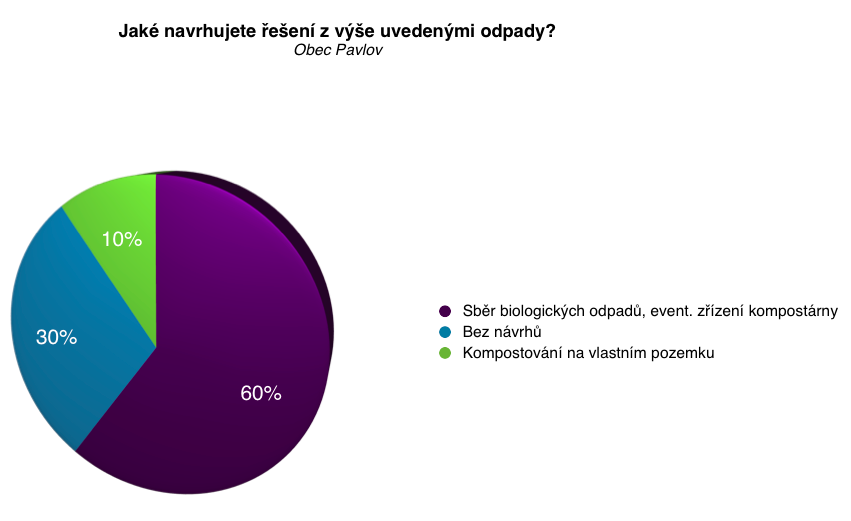 Jaké navrhujete řešení z výše uvedenými odpady?
Obec Pavlov
10%
30%
60%
Sběr biologických odpadů, event. zřízení kompostárny
Bez návrhů
Kompostování na vlastním pozemku